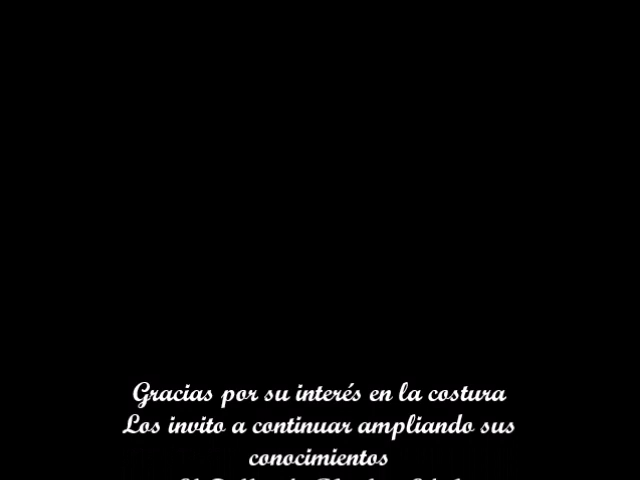 Gracias por su interés en la costura
Los invito a continuar ampliando sus
conocimientos